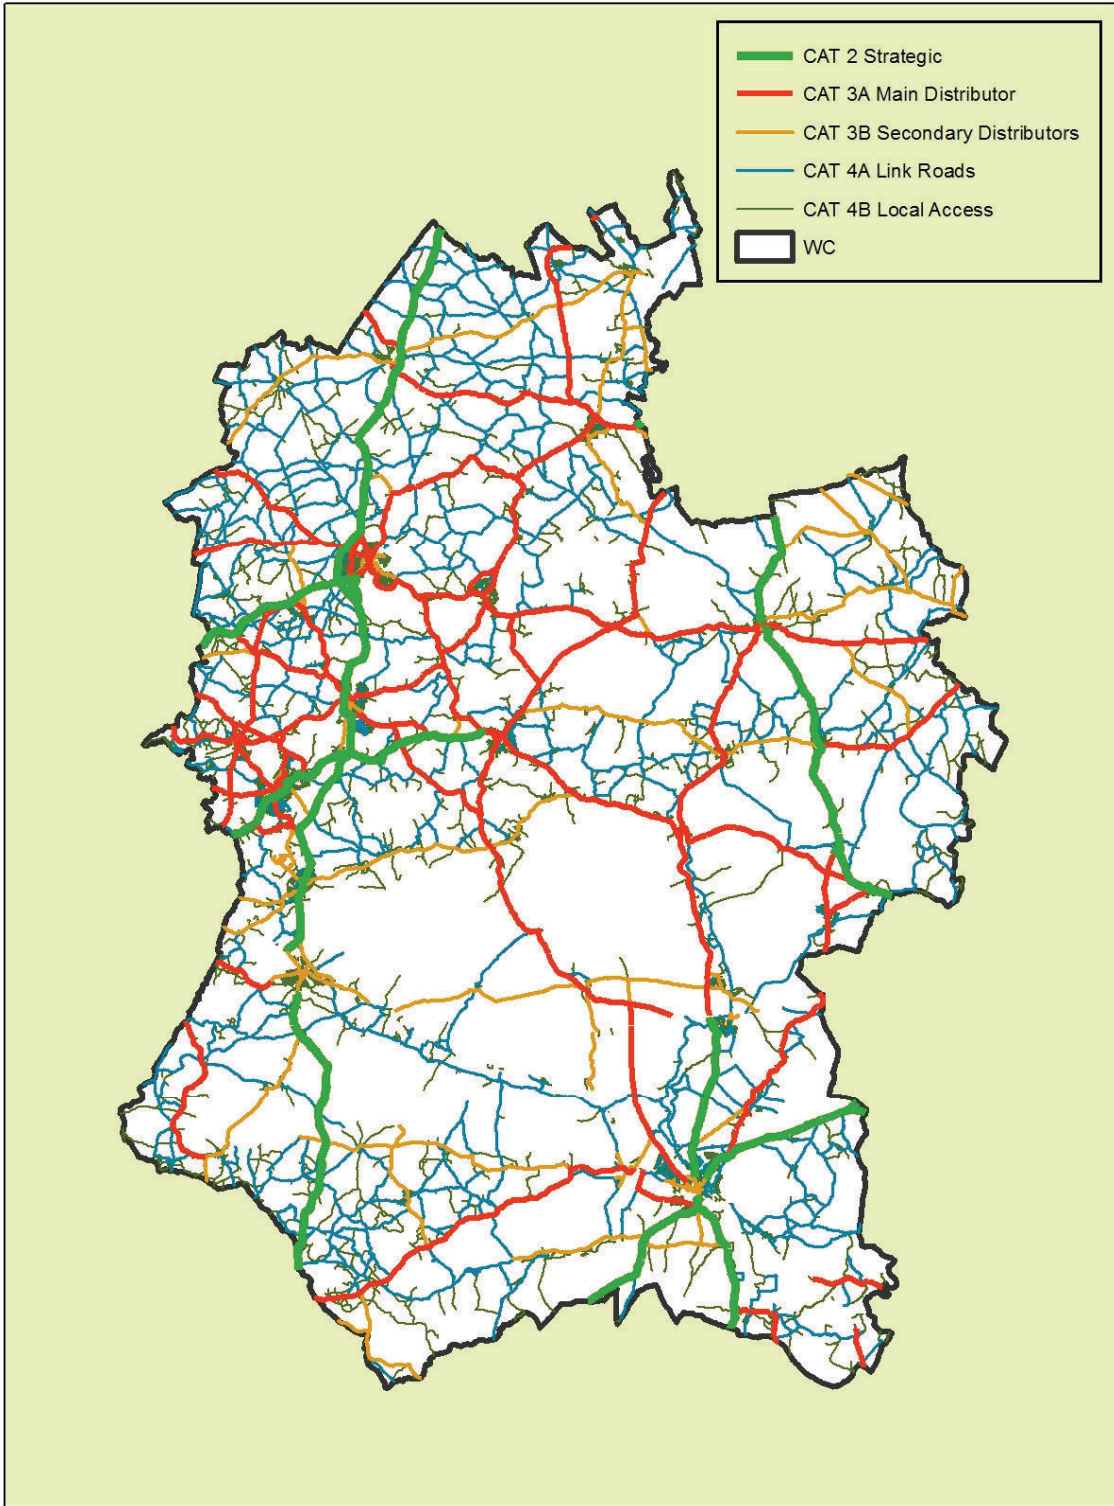 CAT 2 Strategic
CAT 3A Main Distributor
CAT 3B Secondary Distributors
CAT 4A Link Roads
CAT 4B Local Access
WC